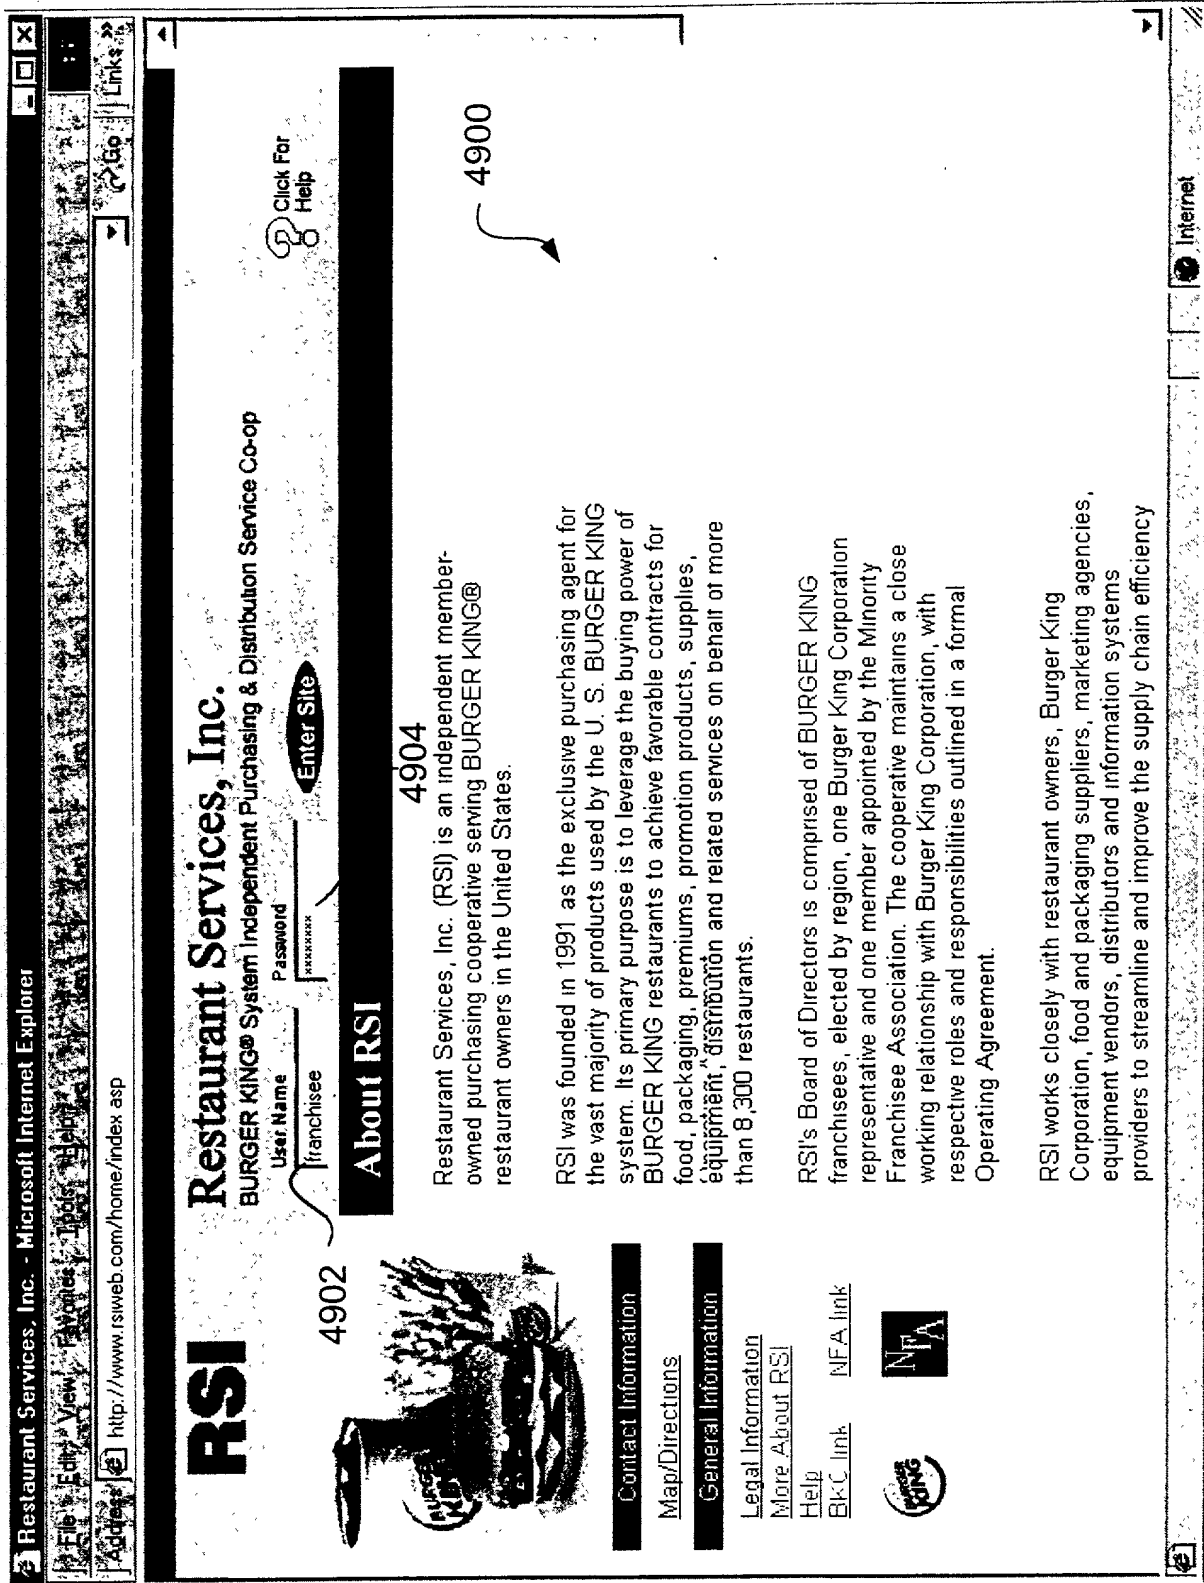 Restaurant Services, Inc. - Microsoft Internet Explorer
File Edit View Favorites Tools Help
Address http://www.rsiweb.com/home/index asp
Go Links »
RSI
Restaurant Services, Inc.
BURGER KING® System Independent Purchasing & Distribution Service Co-op
User Name
franchisee
Password
xxxxxxxx
Enter Site
Click For
Help
4902
4904
4900
About RSI
BURGER
Contact Information
Map/Directions
General Information
Legal Information
More About RSI
Help
BKC link NFA link
BURGER
KING
NFA
Restaurant Services, Inc. (RSI) is an independent member-
owned purchasing cooperative serving BURGER KING®
restaurant owners in the United States.
RSI was founded in 1991 as the exclusive purchasing agent for
the vast majority of products used by the U. S. BURGER KING
system. Its primary purpose is to leverage the buying power of
BURGER KING restaurants to achieve favorable contracts for
food, packaging, premiums, promotion products, supplies,
equipment, distribution and related services on behalf of more
than 8,300 restaurants.
RSI's Board of Directors is comprised of BURGER KING
franchisees, elected by region, one Burger King Corporation
representative and one member appointed by the Minority
Franchisee Association. The cooperative maintains a close
working relationship with Burger King Corporation, with
respective roles and responsibilities outlined in a formal
Operating Agreement.
RSI works closely with restaurant owners, Burger King
Corporation, food and packaging suppliers, marketing agencies,
equipment vendors, distributors and information systems
providers to streamline and improve the supply chain efficiency
Internet